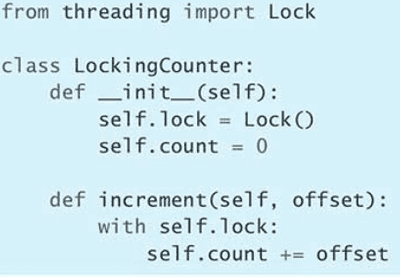 from threading import Lock
class LockingCounter:
    def __init__(self):
        self.lock = Lock()
        self.count = 0
    def increment(self, offset):
        with self.lock:
            self.count += offset